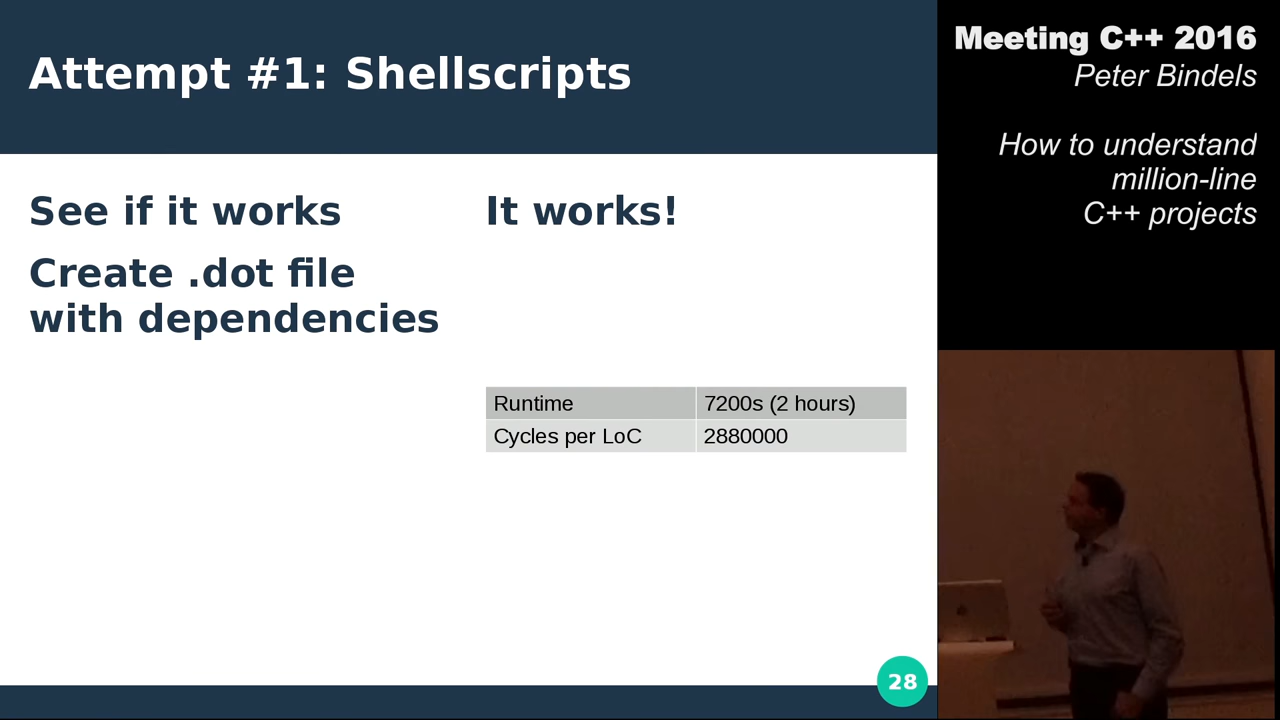 Attempt #1: Shellscripts
See if it works
Create .dot file
with dependencies
It works!
Runtime 7200s (2 hours)
Cycles per LoC 2880000
28
Meeting C++ 2016
Peter Bindels
How to understand
million-line
C++ projects